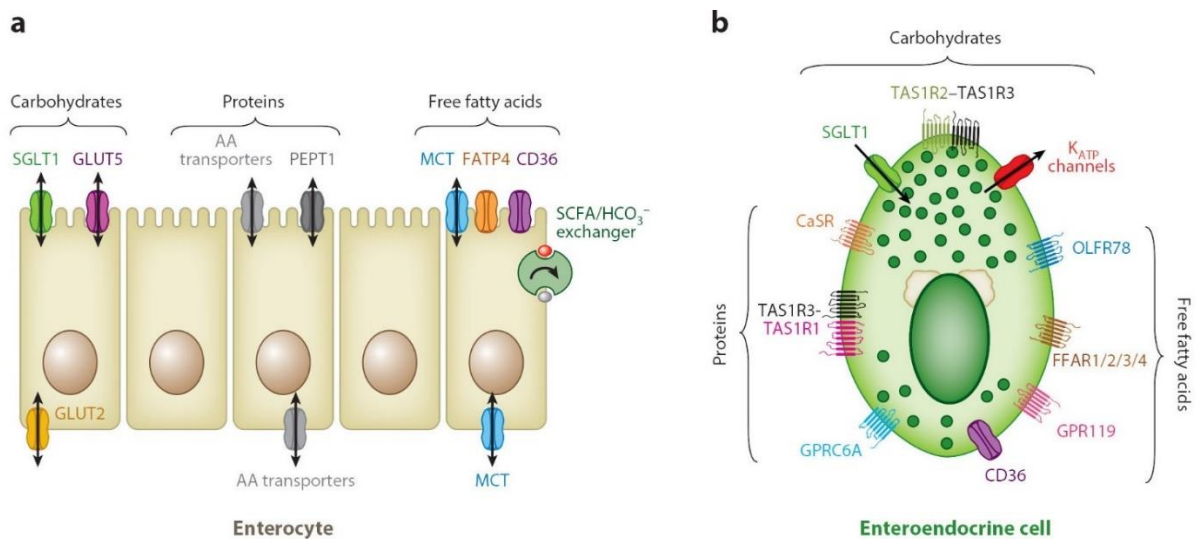 a
Carbohydrates
Proteins
Free fatty acids
SGLT1 GLUT5
AA
transporters
PEPT1
MCT FATP4 CD36
SCFA/HCO₃⁻
exchanger
GLUT2
AA transporters
MCT
Enterocyte
b
Carbohydrates
TAS1R2–TAS1R3
SGLT1
K_ATP
channels
CaSR
OLFR78
TAS1R3-
TAS1R1
Proteins
FFAR1/2/3/4
Free fatty acids
GPRC6A
GPR119
CD36
Enteroendocrine cell